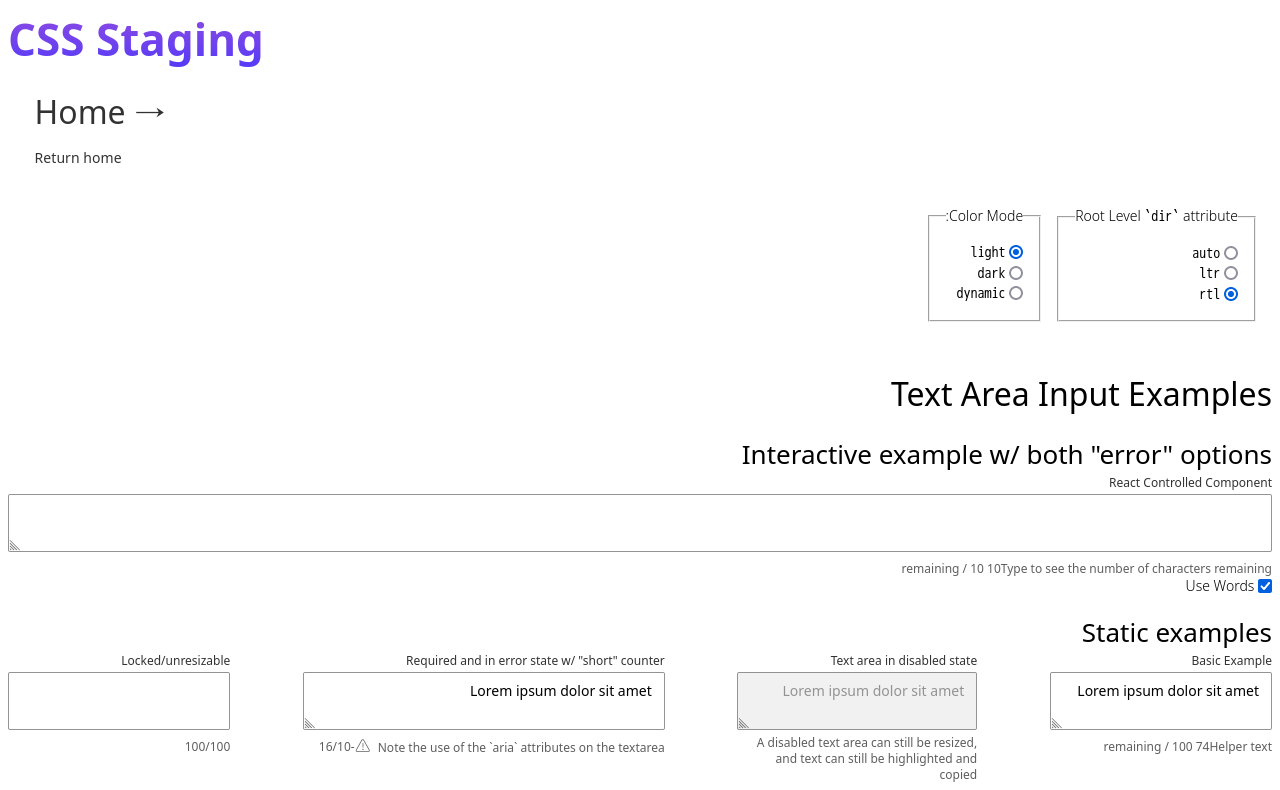 CSS Staging
Home →
Return home
Root Level `dir` attribute
auto
ltr
rtl
:Color Mode
light
dark
dynamic
Text Area Input Examples
Interactive example w/ both "error" options
React Controlled Component
remaining / 10 10Type to see the number of characters remaining
Use Words
Static examples
Basic Example
Lorem ipsum dolor sit amet
remaining / 100 74Helper text
Text area in disabled state
Lorem ipsum dolor sit amet
A disabled text area can still be resized,
and text can still be highlighted and
copied
Required and in error state w/ "short" counter
Lorem ipsum dolor sit amet
16/10-⚠ Note the use of the `aria` attributes on the textarea
Locked/unresizable
100/100